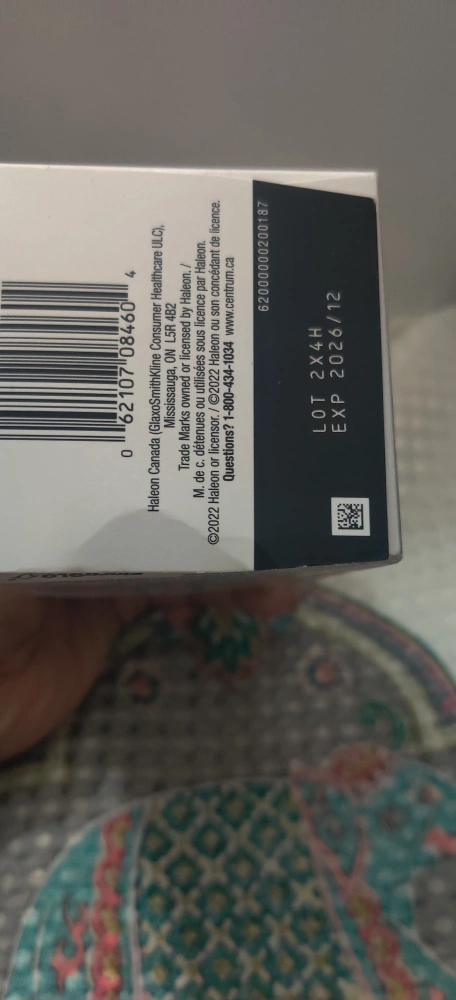 0 62107 08460 4
Haleon Canada (GlaxoSmithKline Consumer Healthcare ULC),
Mississauga, ON L5R 4B2
Trade Marks owned or licensed by Haleon. /
M. de c. détenues ou utilisées sous licence par Haleon.
©2022 Haleon or licensor. / ©2022 Haleon ou son concédant de licence.
Questions? 1-800-434-1034 www.centrum.ca
62000000200187
LOT 2X4H
EXP 2026/12